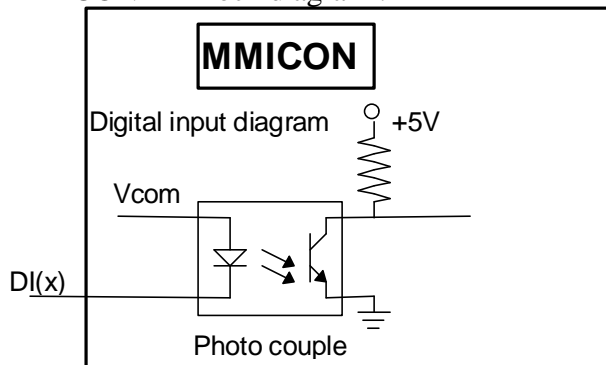 MMICON
Digital input diagram
+5V
Vcom
DI(x)
Photo couple